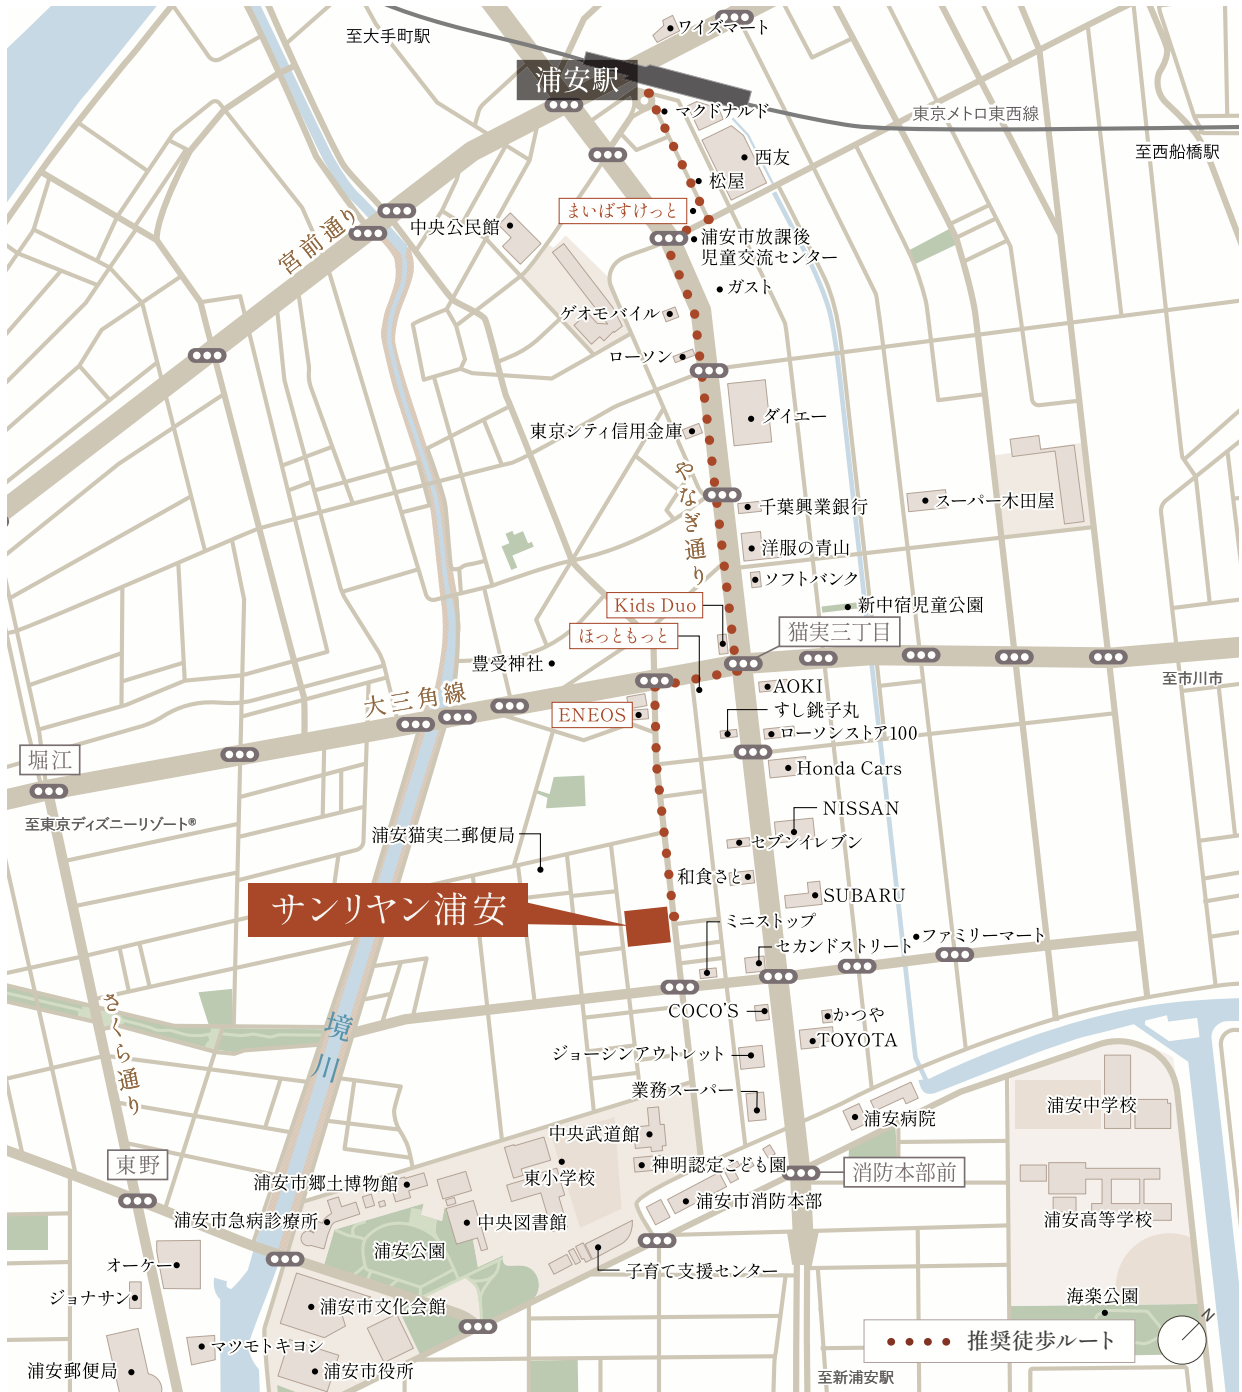 ワイズマート
至大手町駅
浦安駅
マクドナルド
東京メトロ東西線
至西船橋駅
西友
松屋
まいばすけっと
宮前通り
中央公民館
浦安市放課後
児童交流センター
ガスト
ゲオモバイル
ローソン
ダイエー
東京シティ信用金庫
やなぎ通り
千葉興業銀行
スーパー木田屋
洋服の青山
ソフトバンク
Kids Duo
新中宿児童公園
ほっともっと
猫実三丁目
豊受神社
至市川市
AOKI
大三角線
ENEOS
すし銚子丸
ローソンストア100
堀江
Honda Cars
NISSAN
至東京ディズニーリゾート®
浦安猫実二郵便局
セブンイレブン
和食さと
SUBARU
サンリヤン浦安
ミニストップ
セカンドストリート
ファミリーマート
さくら通り
境川
COCO'S
かつや
TOYOTA
ジョーシンアウトレット
業務スーパー
浦安中学校
浦安病院
中央武道館
東野
神明認定こども園
消防本部前
東小学校
浦安市郷土博物館
浦安市消防本部
浦安市急病診療所
中央図書館
浦安高等学校
浦安公園
オーケー
子育て支援センター
ジョナサン
浦安市文化会館
海楽公園
N
マツモトキヨシ
推奨徒歩ルート
浦安郵便局
浦安市役所
至新浦安駅